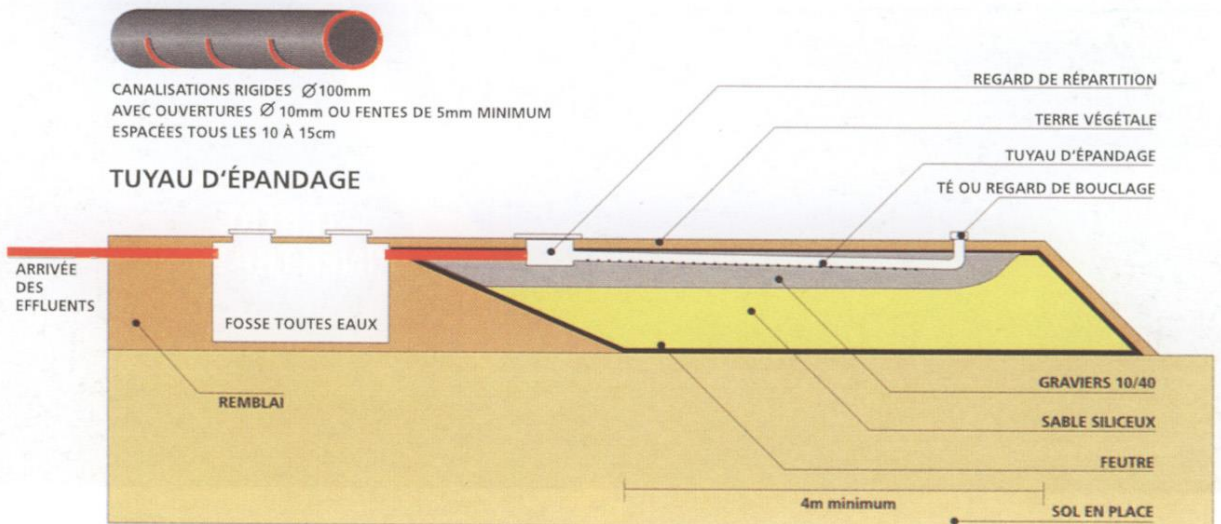 CANALISATIONS RIGIDES Ø100mm
AVEC OUVERTURES Ø 10mm OU FENTES DE 5mm MINIMUM
ESPACÉES TOUS LES 10 À 15cm
TUYAU D'ÉPANDAGE
REGARD DE RÉPARTITION
TERRE VÉGÉTALE
TUYAU D'ÉPANDAGE
TÉ OU REGARD DE BOUCLAGE
ARRIVÉE
DES
EFFLUENTS
FOSSE TOUTES EAUX
REMBLAI
GRAVIERS 10/40
SABLE SILICEUX
FEUTRE
4m minimum
SOL EN PLACE